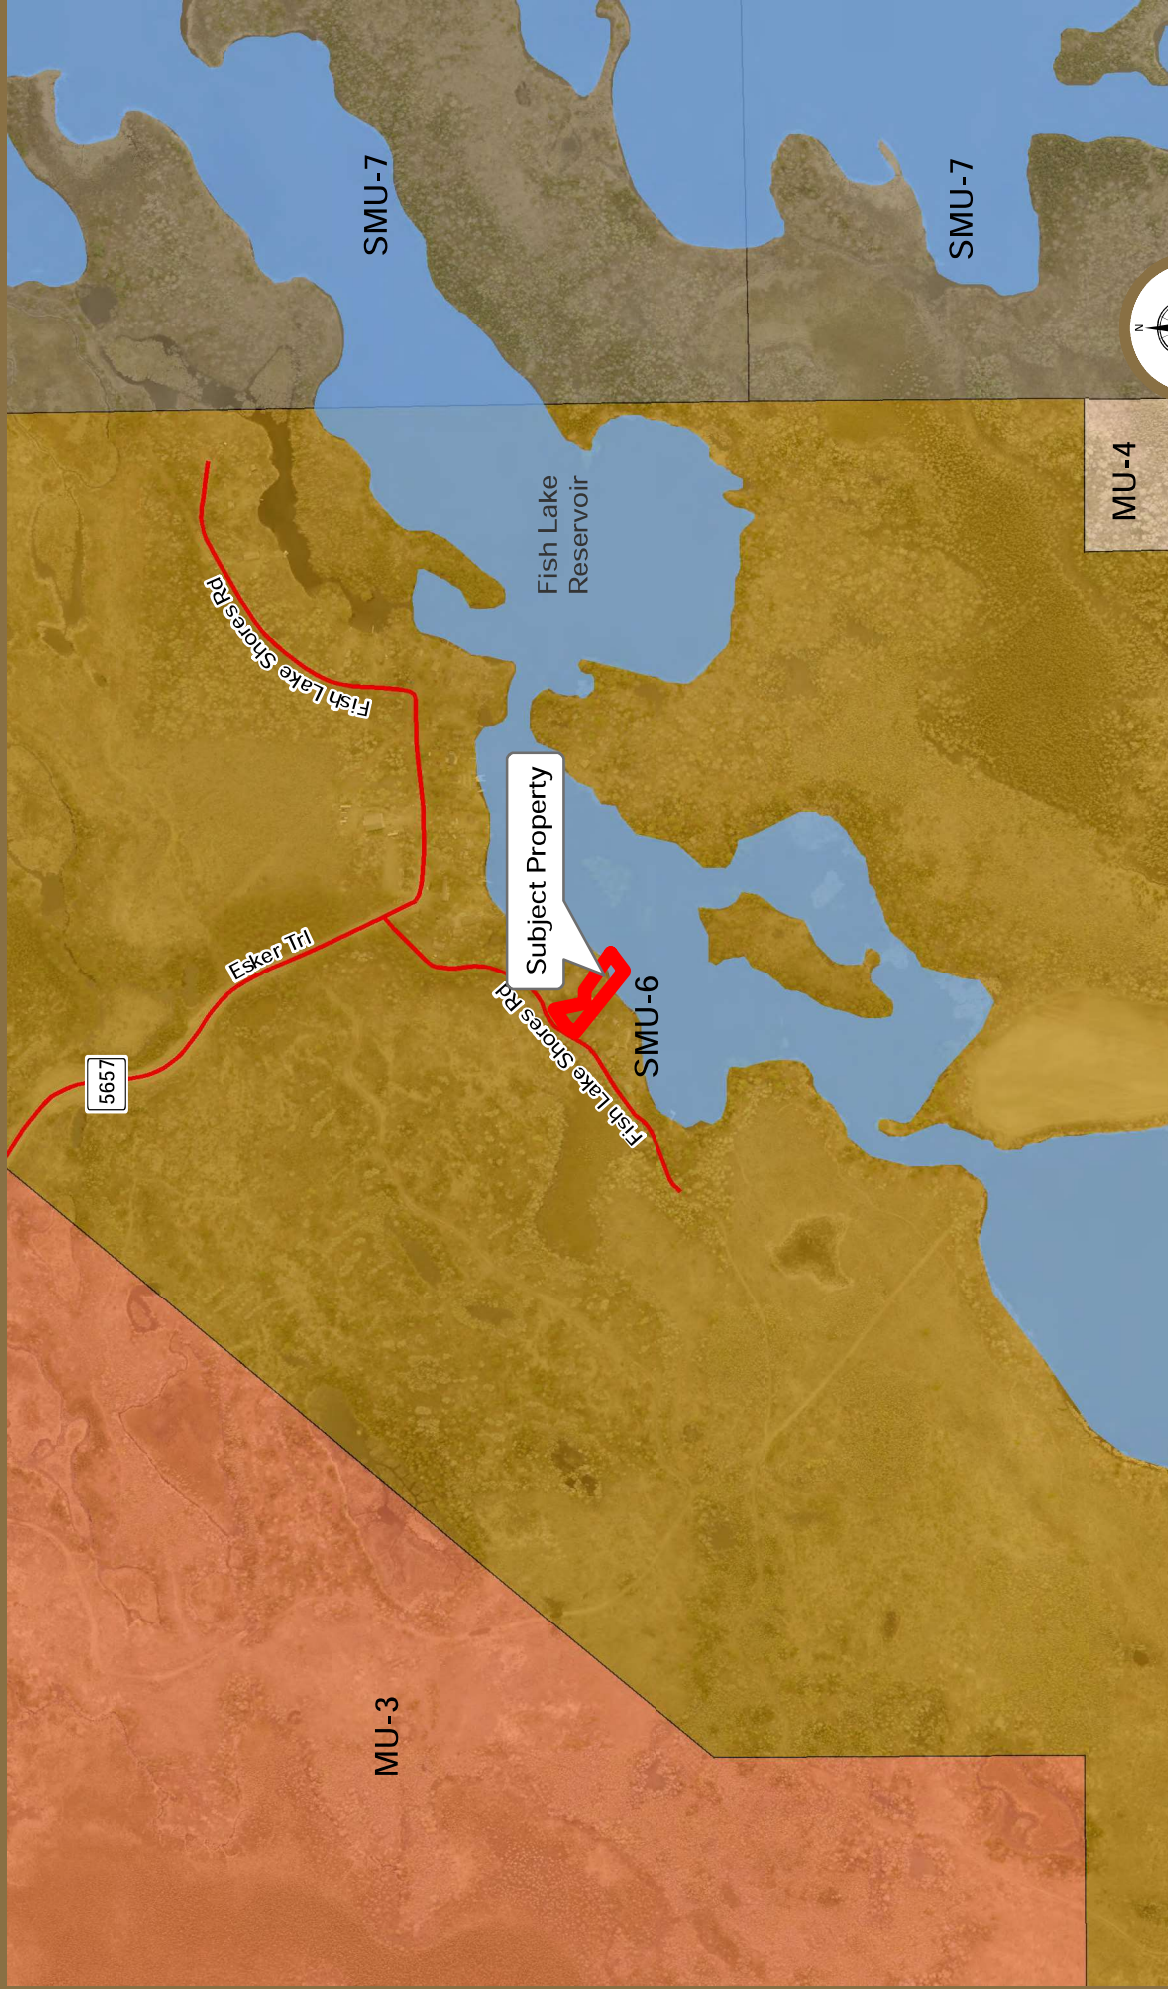 SMU-7
SMU-7
MU-4
Fish Lake
Reservoir
Fish Lake Shores Rd
Subject Property
Esker Trl
5657
Fish Lake Shores Rd
SMU-6
MU-3
N